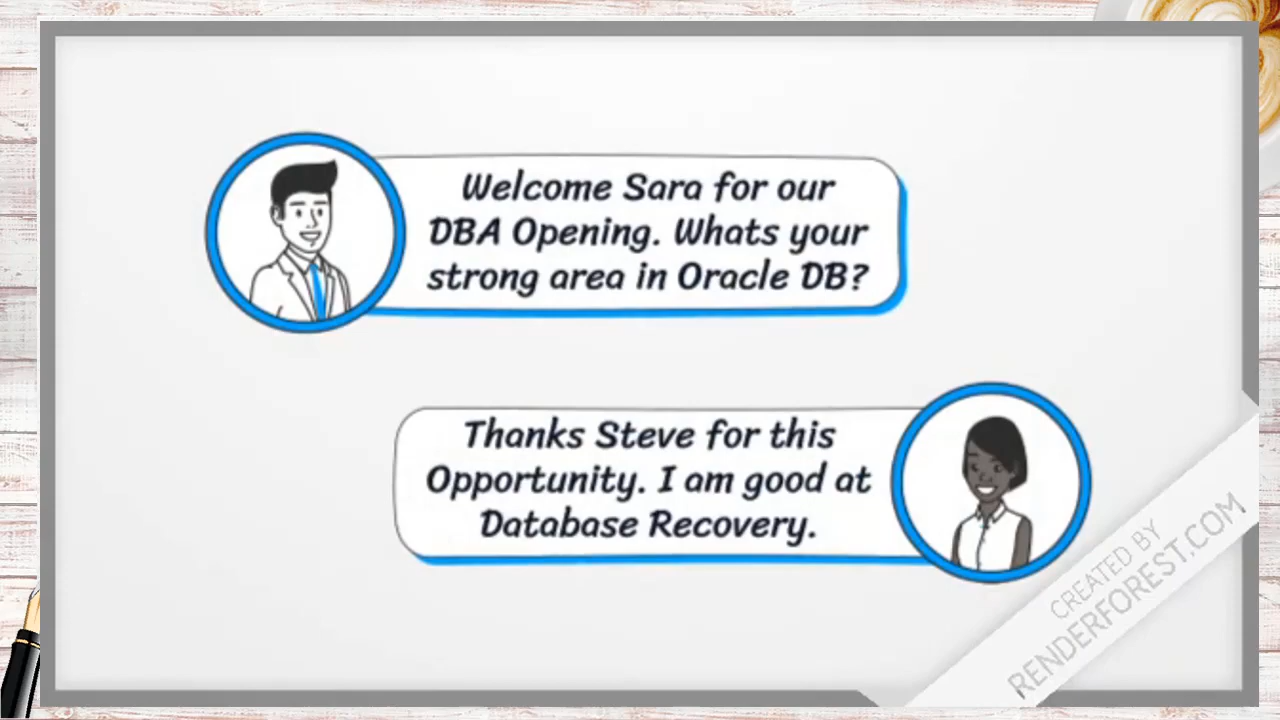 Welcome Sara for our
DBA Opening. Whats your
strong area in Oracle DB?
Thanks Steve for this
Opportunity. I am good at
Database Recovery.
CREATED BY
RENDERFOREST.COM